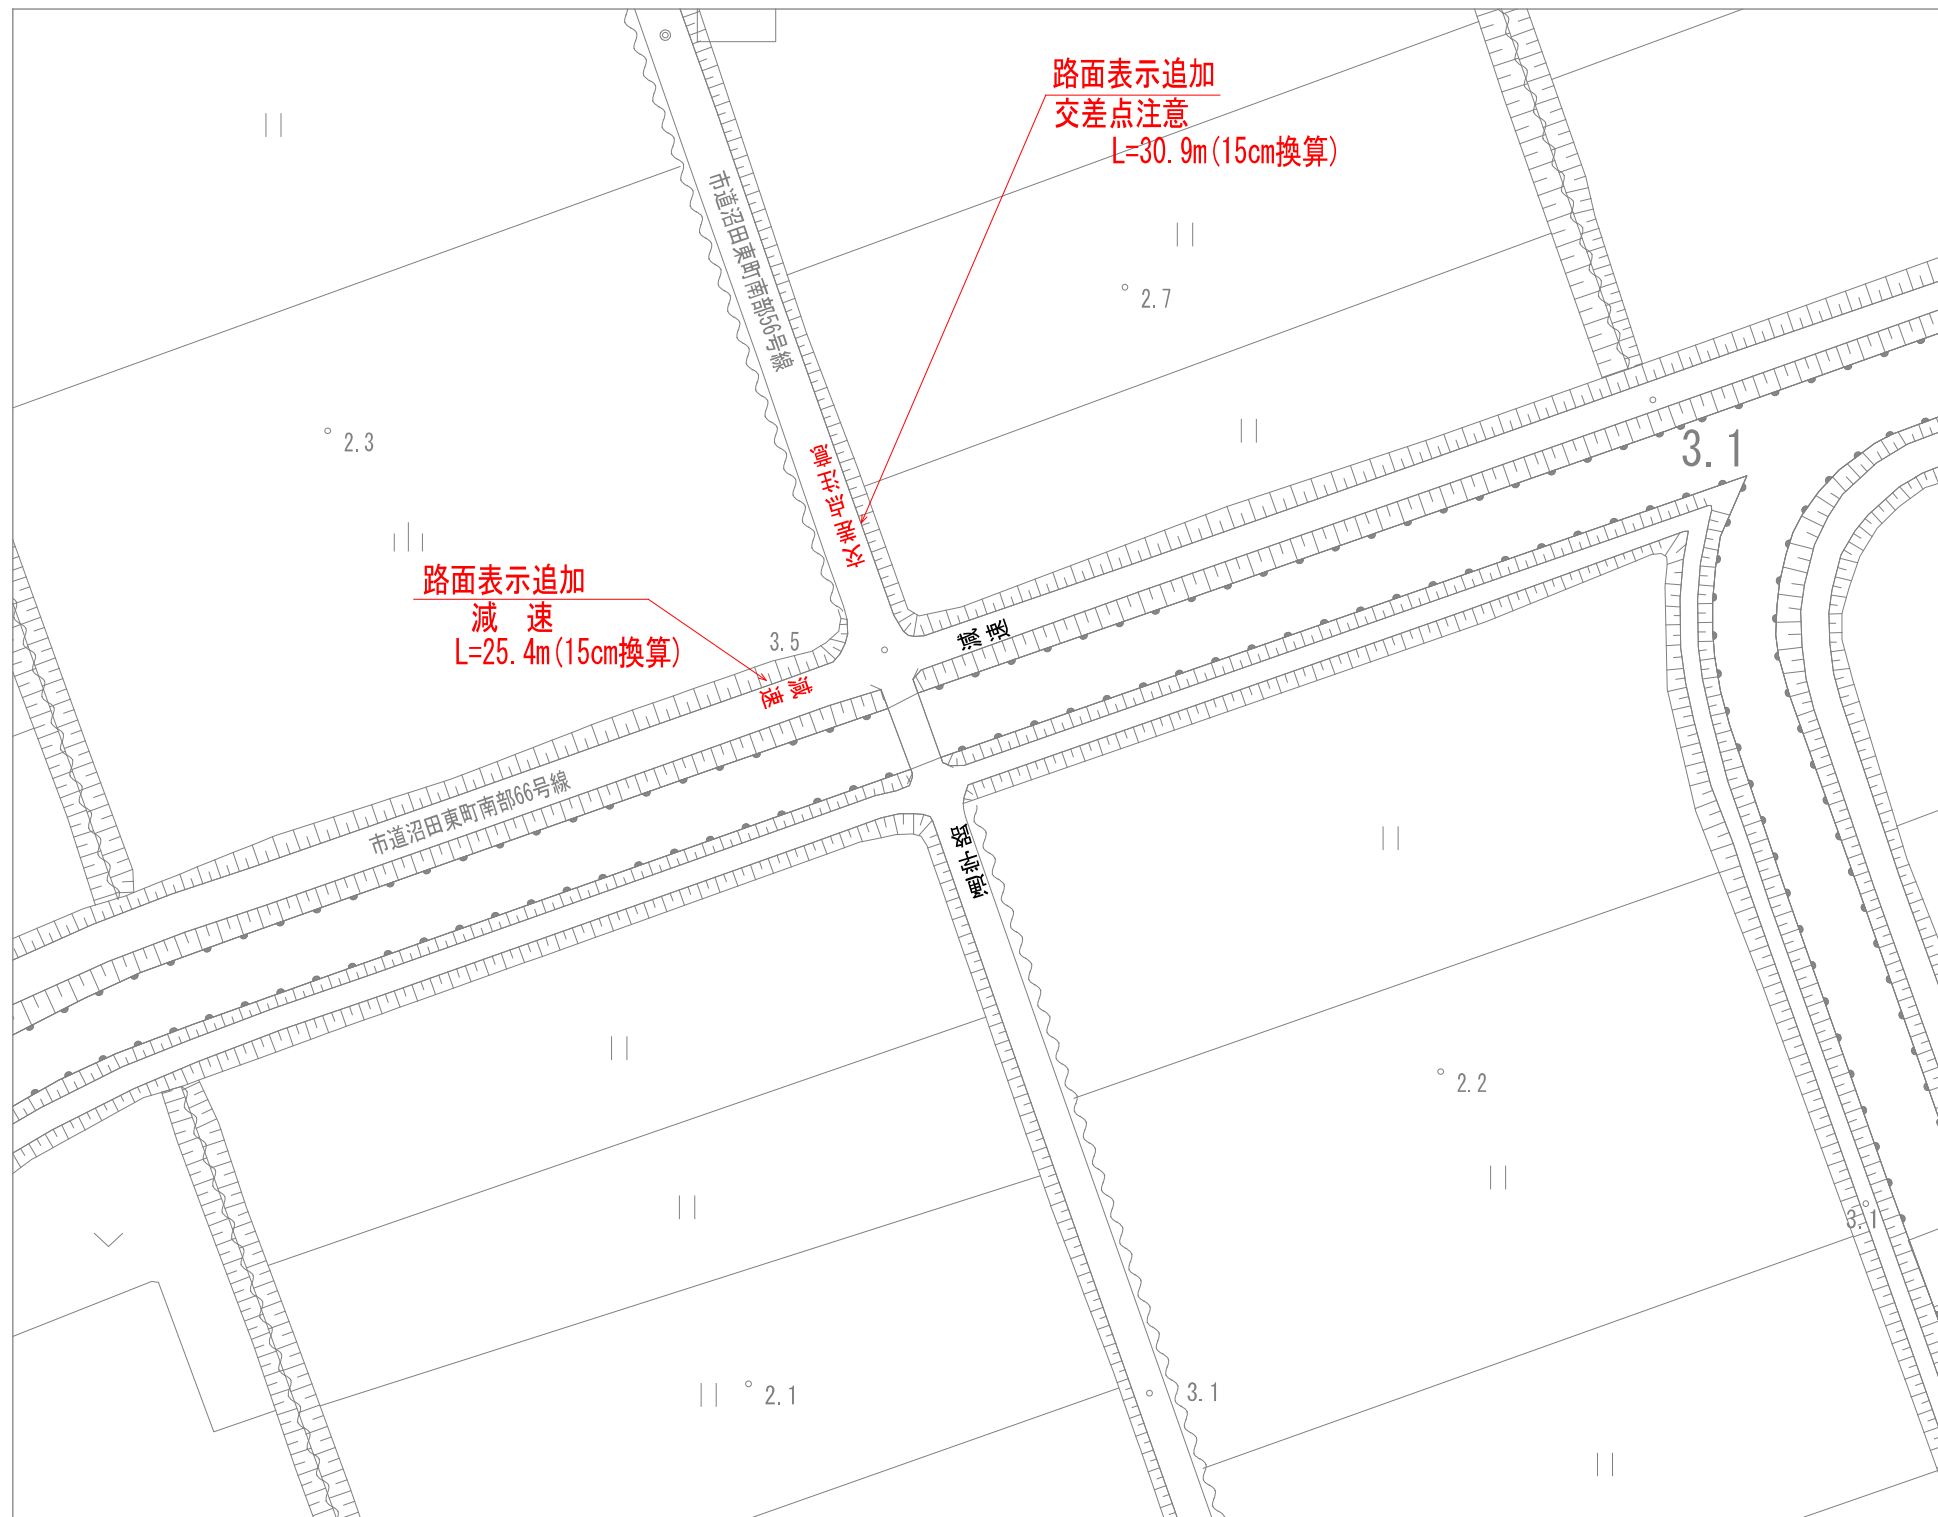 路面表示追加
交差点注意
L=30.9m(15cm換算)
市道沼田東町南部56号線
2.7
2.3
3.1
交差点注意
路面表示追加
減　速
L=25.4m(15cm換算)
3.5
減速
減速
市道沼田東町南部66号線
通学路
2.2
3.1
2.1
3.1